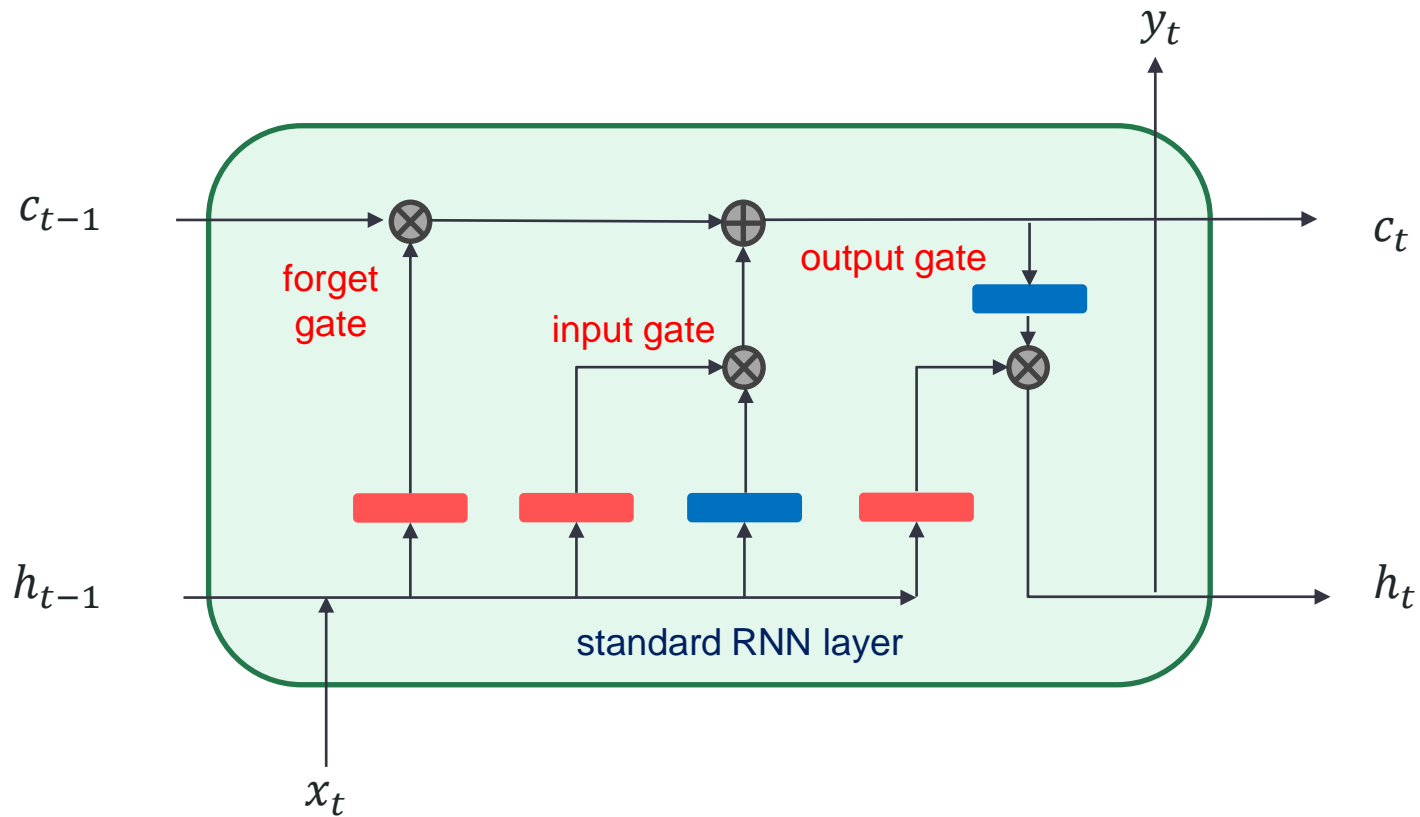 y_t
c_{t-1}
c_t
output gate
forget
gate
input gate
h_{t-1}
h_t
standard RNN layer
x_t